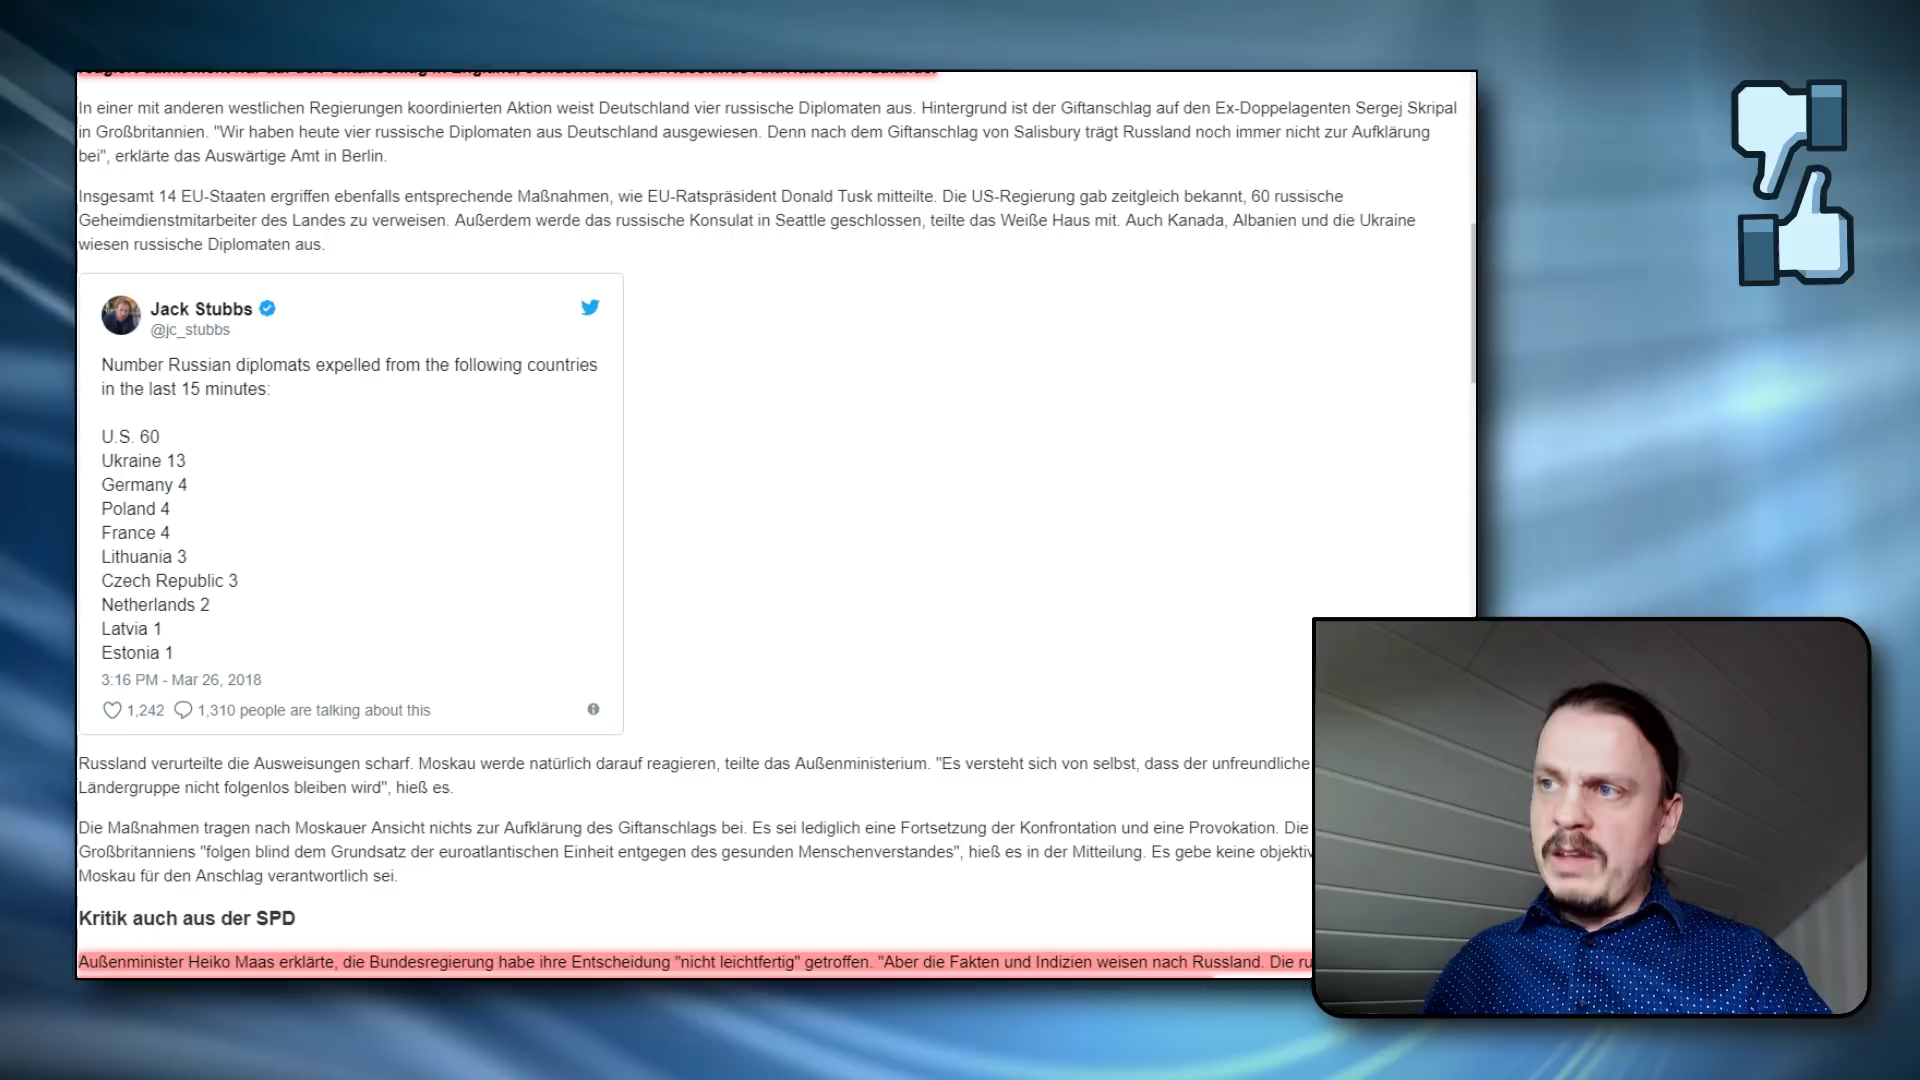 In einer mit anderen westlichen Regierungen koordinierten Aktion weist Deutschland vier russische Diplomaten aus. Hintergrund ist der Giftanschlag auf den Ex-Doppelagenten Sergej Skripal
in Großbritannien. "Wir haben heute vier russische Diplomaten aus Deutschland ausgewiesen. Denn nach dem Giftanschlag von Salisbury trägt Russland noch immer nicht zur Aufklärung
bei", erklärte das Auswärtige Amt in Berlin.
Insgesamt 14 EU-Staaten ergriffen ebenfalls entsprechende Maßnahmen, wie EU-Ratspräsident Donald Tusk mitteilte. Die US-Regierung gab zeitgleich bekannt, 60 russische
Geheimdienstmitarbeiter des Landes zu verweisen. Außerdem werde das russische Konsulat in Seattle geschlossen, teilte das Weiße Haus mit. Auch Kanada, Albanien und die Ukraine
wiesen russische Diplomaten aus.
Jack Stubbs
@jc_stubbs
Number Russian diplomats expelled from the following countries
in the last 15 minutes:
U.S. 60
Ukraine 13
Germany 4
Poland 4
France 4
Lithuania 3
Czech Republic 3
Netherlands 2
Latvia 1
Estonia 1
3:16 PM - Mar 26, 2018
1,242 1,310 people are talking about this
Russland verurteilte die Ausweisungen scharf. Moskau werde natürlich darauf reagieren, teilte das Außenministerium. "Es versteht sich von selbst, dass der unfreundliche
Ländergruppe nicht folgenlos bleiben wird", hieß es.
Die Maßnahmen tragen nach Moskauer Ansicht nichts zur Aufklärung des Giftanschlags bei. Es sei lediglich eine Fortsetzung der Konfrontation und eine Provokation. Die
Großbritanniens "folgen blind dem Grundsatz der euroatlantischen Einheit entgegen des gesunden Menschenverstandes", hieß es in der Mitteilung. Es gebe keine objektiv
Moskau für den Anschlag verantwortlich sei.
Kritik auch aus der SPD
Außenminister Heiko Maas erklärte, die Bundesregierung habe ihre Entscheidung "nicht leichtfertig" getroffen. "Aber die Fakten und Indizien weisen nach Russland. Die ru